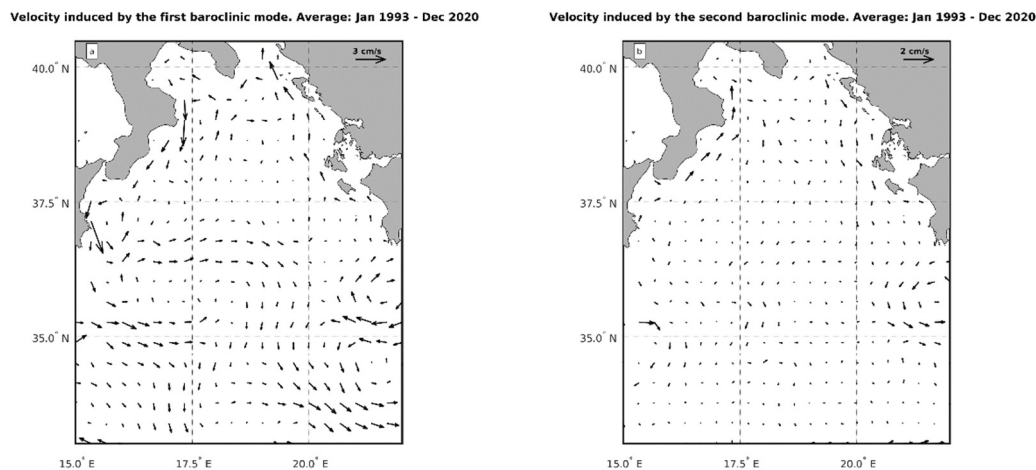 Velocity induced by the first baroclinic mode. Average: Jan 1993 - Dec 2020
a
3 cm/s
40.0° N
37.5° N
35.0° N
15.0° E
17.5° E
20.0° E
Velocity induced by the second baroclinic mode. Average: Jan 1993 - Dec 2020
b
2 cm/s
40.0° N
37.5° N
35.0° N
15.0° E
17.5° E
20.0° E